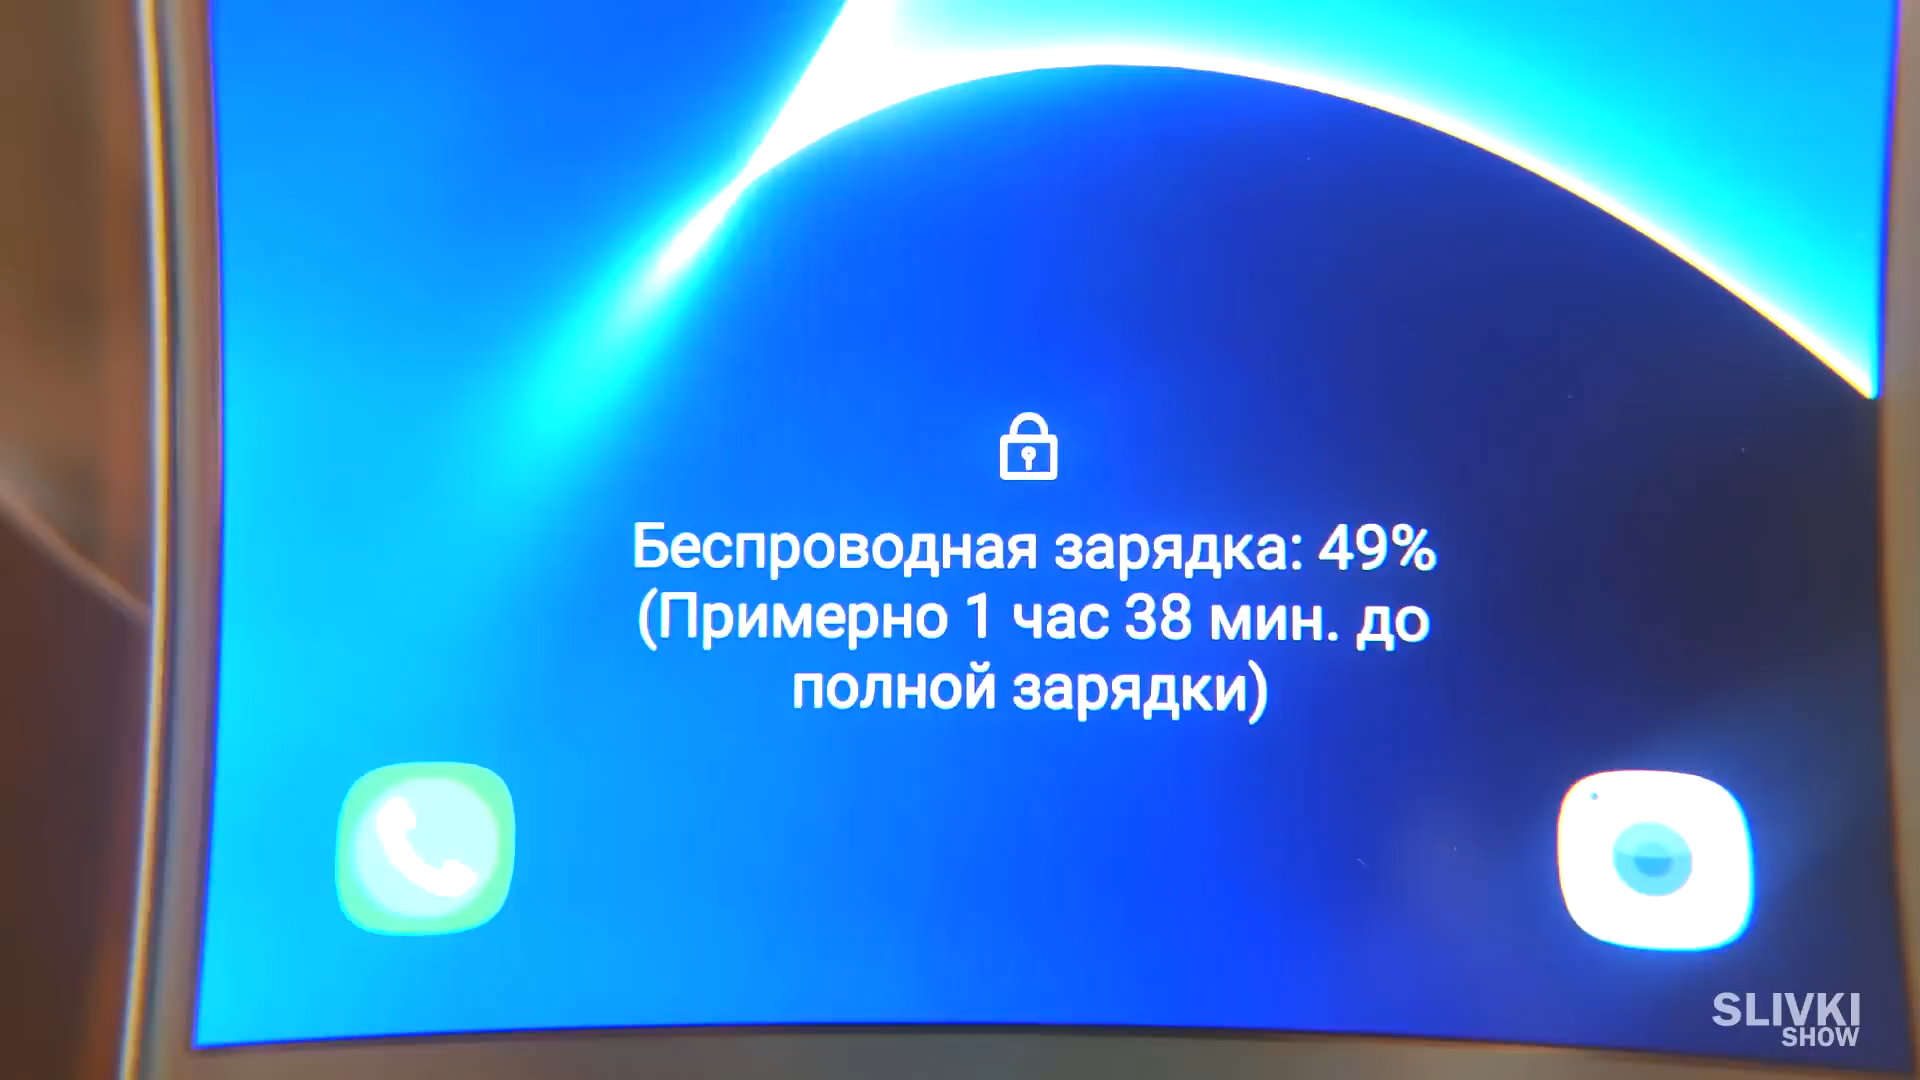 Беспроводная зарядка: 49%
(Примерно 1 час 38 мин. до
полной зарядки)
SLIVKI
SHOW